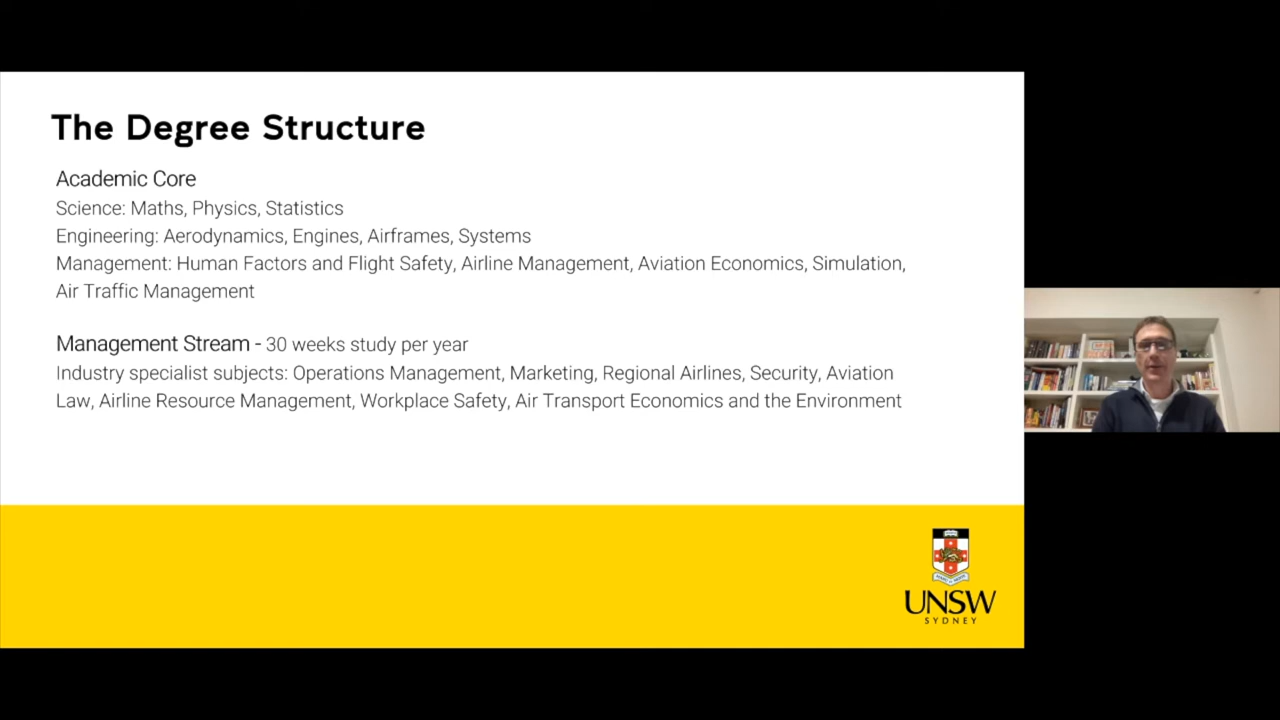 The Degree Structure
Academic Core
Science: Maths, Physics, Statistics
Engineering: Aerodynamics, Engines, Airframes, Systems
Management: Human Factors and Flight Safety, Airline Management, Aviation Economics, Simulation,
Air Traffic Management
Management Stream - 30 weeks study per year
Industry specialist subjects: Operations Management, Marketing, Regional Airlines, Security, Aviation
Law, Airline Resource Management, Workplace Safety, Air Transport Economics and the Environment
UNSW
SYDNEY